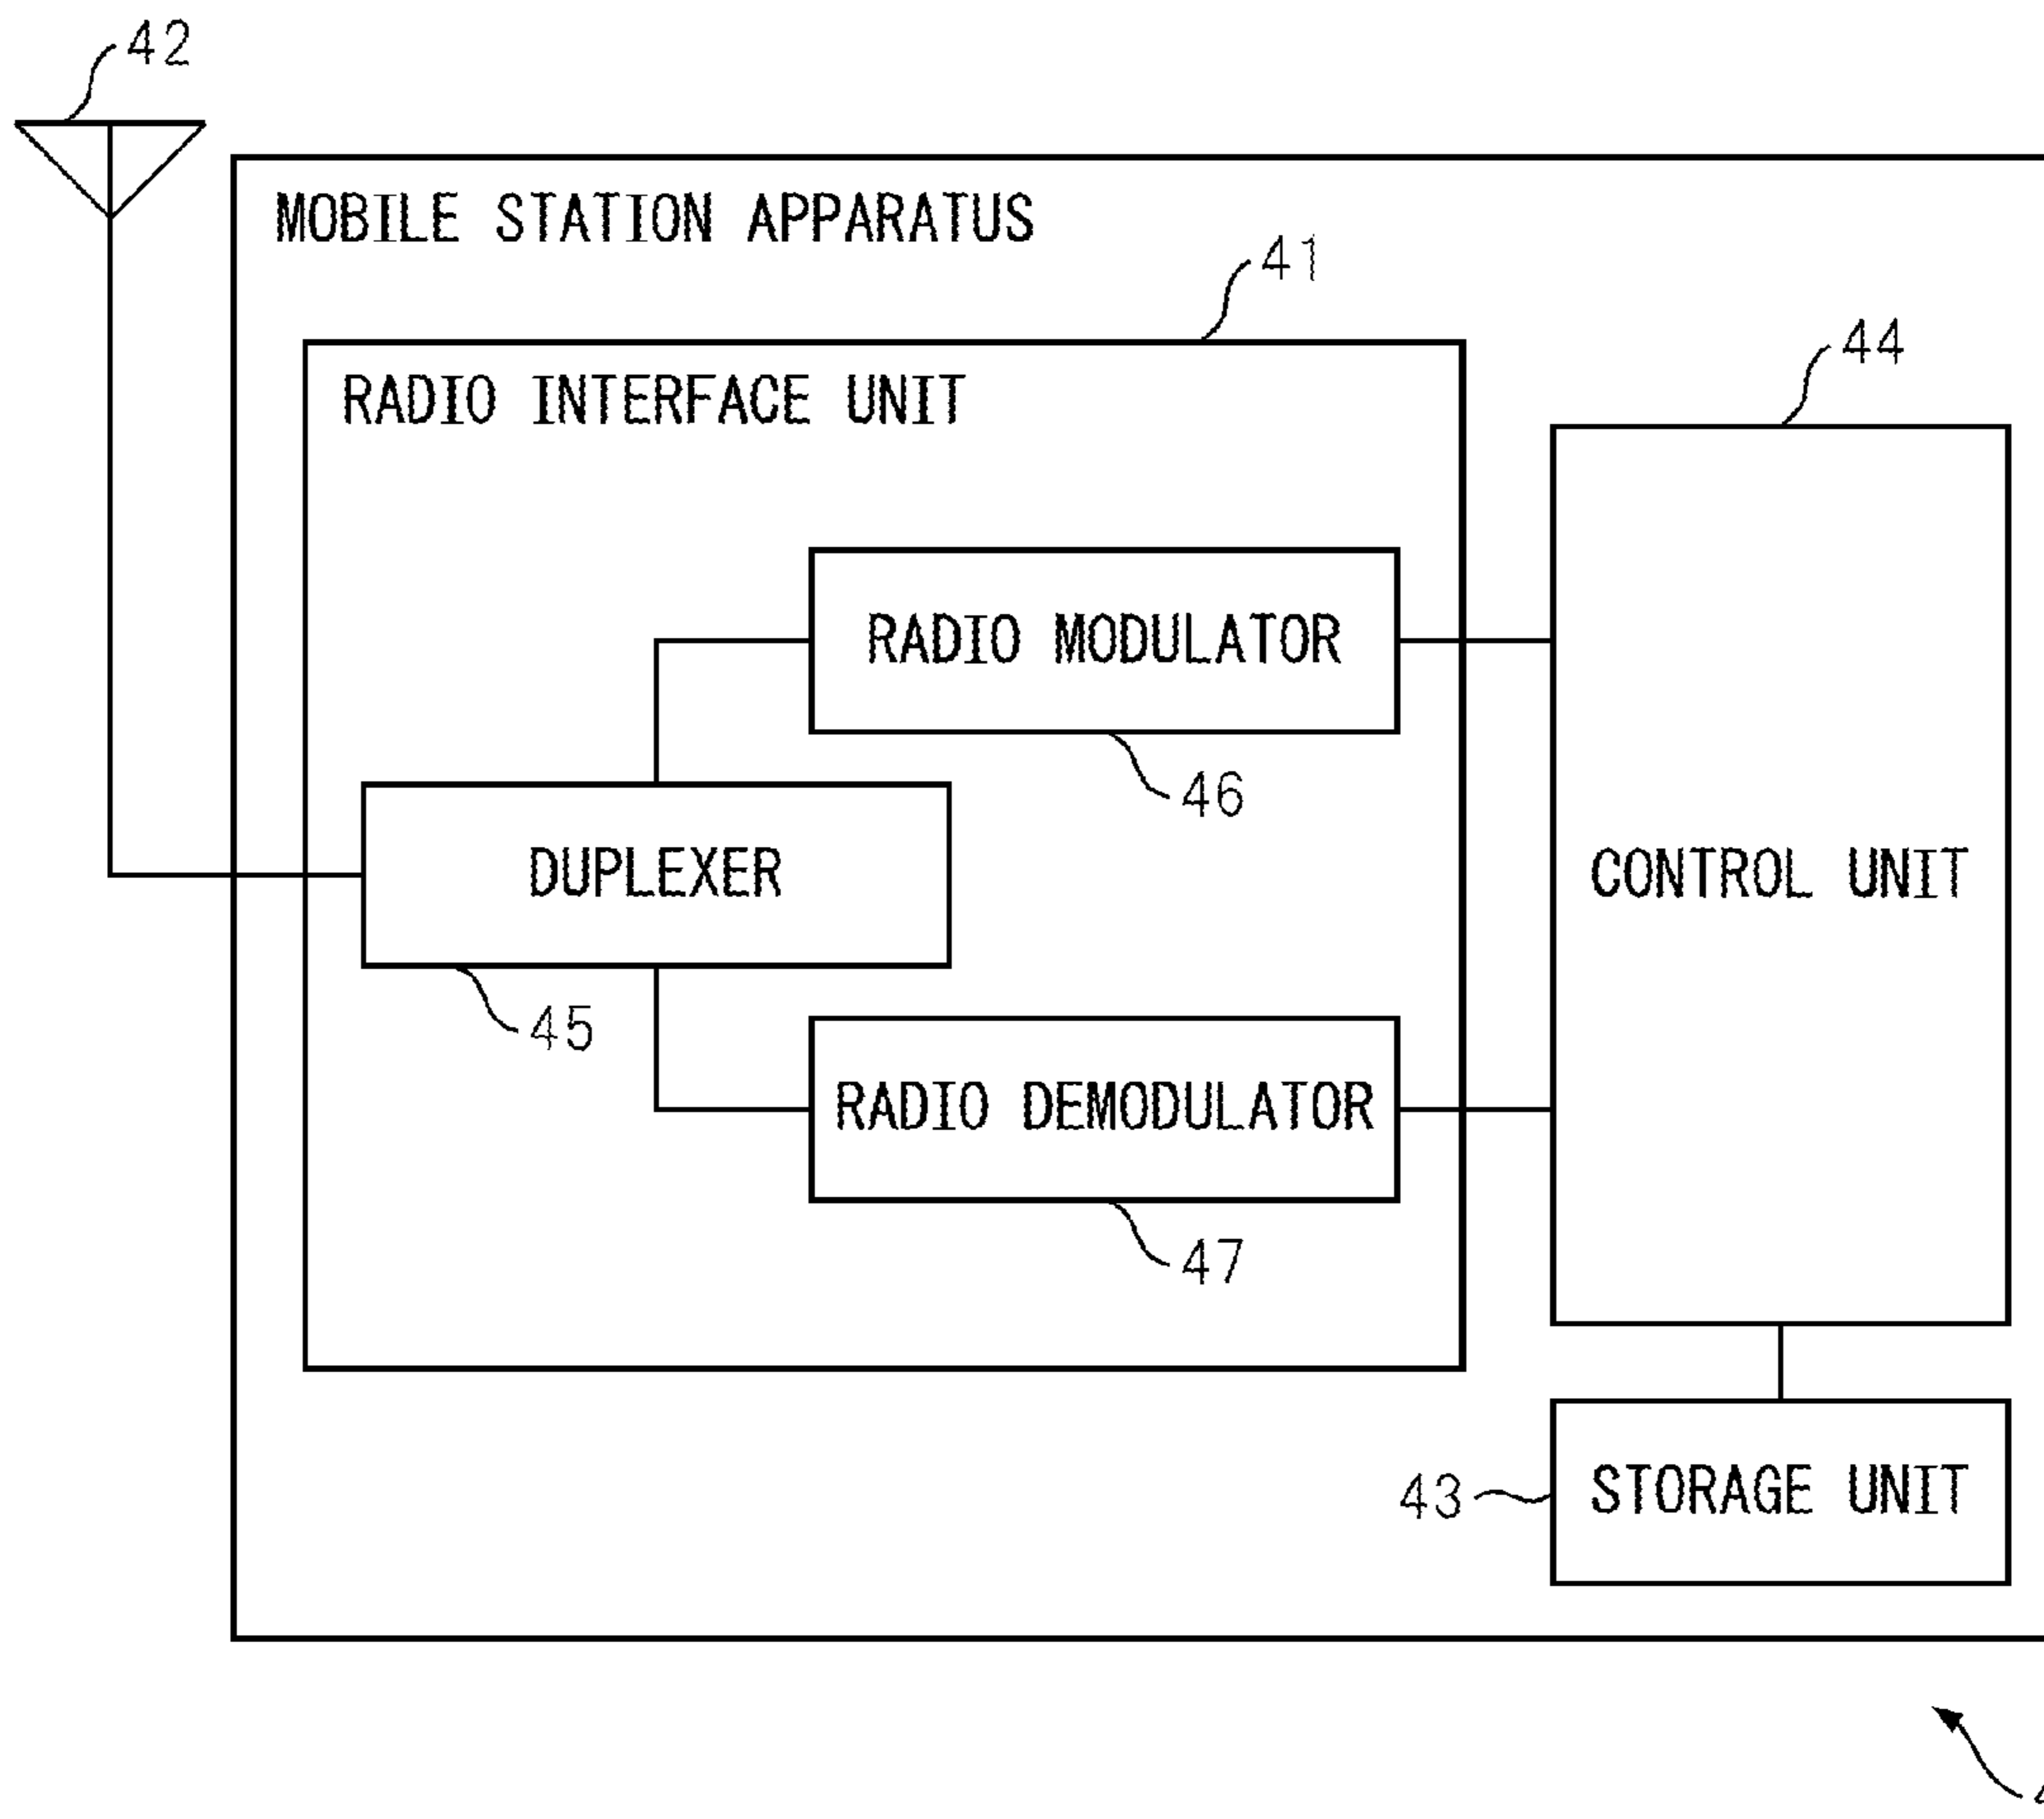 42
MOBILE STATION APPARATUS
41
44
RADIO INTERFACE UNIT
RADIO MODULATOR
46
DUPLEXER
CONTROL UNIT
45
RADIO DEMODULATOR
47
43
STORAGE UNIT